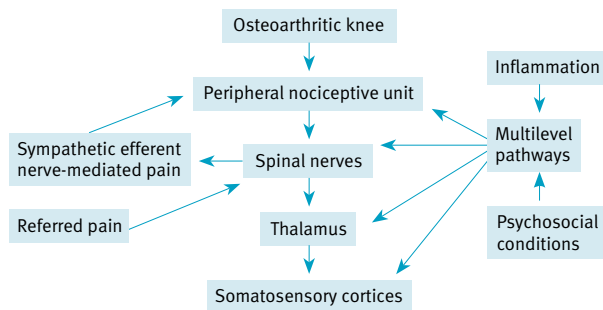 Osteoarthritic knee
Inflammation
Peripheral nociceptive unit
Multilevel
pathways
Sympathetic efferent
nerve-mediated pain
Spinal nerves
Referred pain
Thalamus
Psychosocial
conditions
Somatosensory cortices